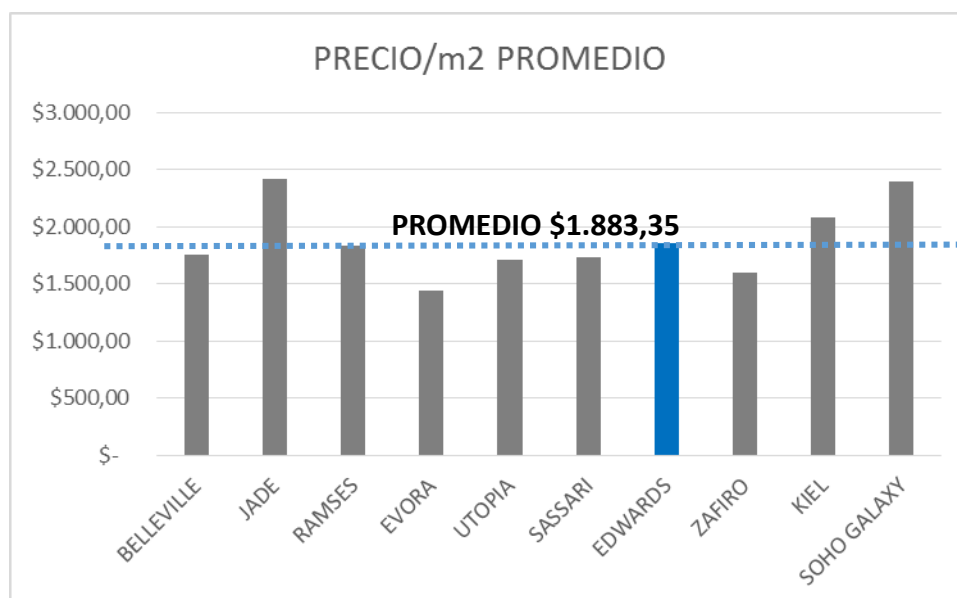 PRECIO/m2 PROMEDIO
$3.000,00
$2.500,00
$2.000,00
$1.500,00
$1.000,00
$500,00
$-
PROMEDIO $1.883,35
BELLEVILLE
JADE
RAMSES
EVORA
UTOPIA
SASSARI
EDWARDS
ZAFIRO
KIEL
SOHO GALAXY